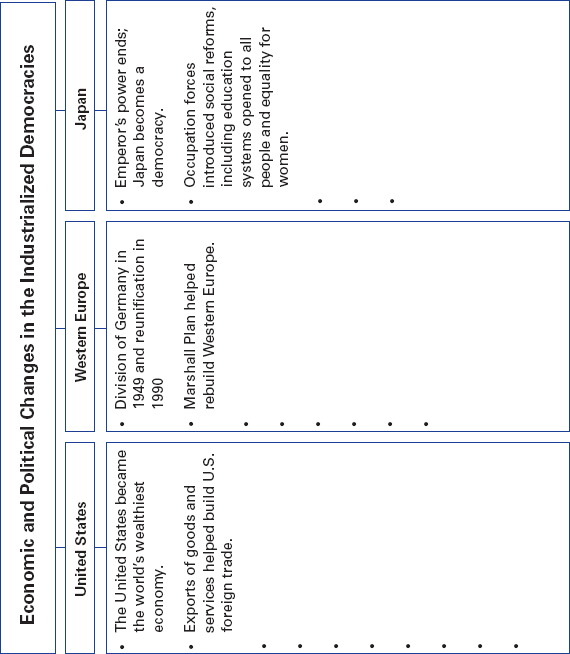 Economic and Political Changes in the Industrialized Democracies
United States
• The United States became
the world's wealthiest
economy.
• Exports of goods and
services helped build U.S.
foreign trade.
•
•
•
•
•
•
•
•
Western Europe
• Division of Germany in
1949 and reunification in
1990
• Marshall Plan helped
rebuild Western Europe.
•
•
•
•
•
•
Japan
• Emperor's power ends;
Japan becomes a
democracy.
• Occupation forces
introduced social reforms,
including education
systems opened to all
people and equality for
women.
•
•
•